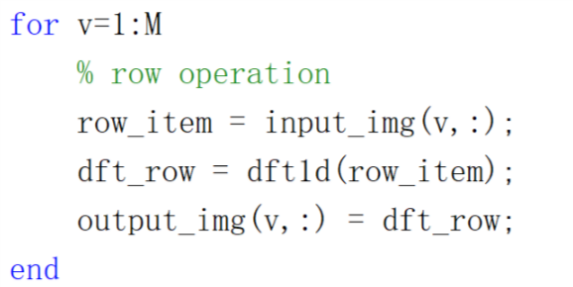 for v=1:M
% row operation
row_item = input_img(v,:);
dft_row = dft1d(row_item);
output_img(v,:) = dft_row;
end